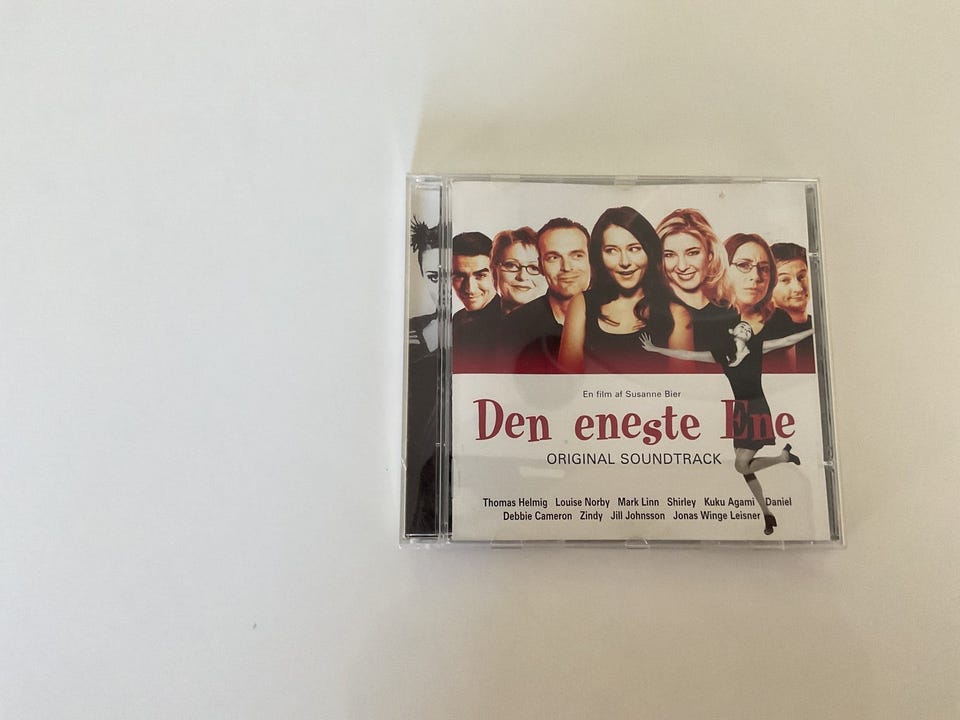 En film af Susanne Bier
Den eneste Ene
ORIGINAL SOUNDTRACK
Thomas Helmig Louise Norby Mark Linn Shirley Kuku Agami Daniel
Debbie Cameron Zindy Jill Johnsson Jonas Winge Leisner